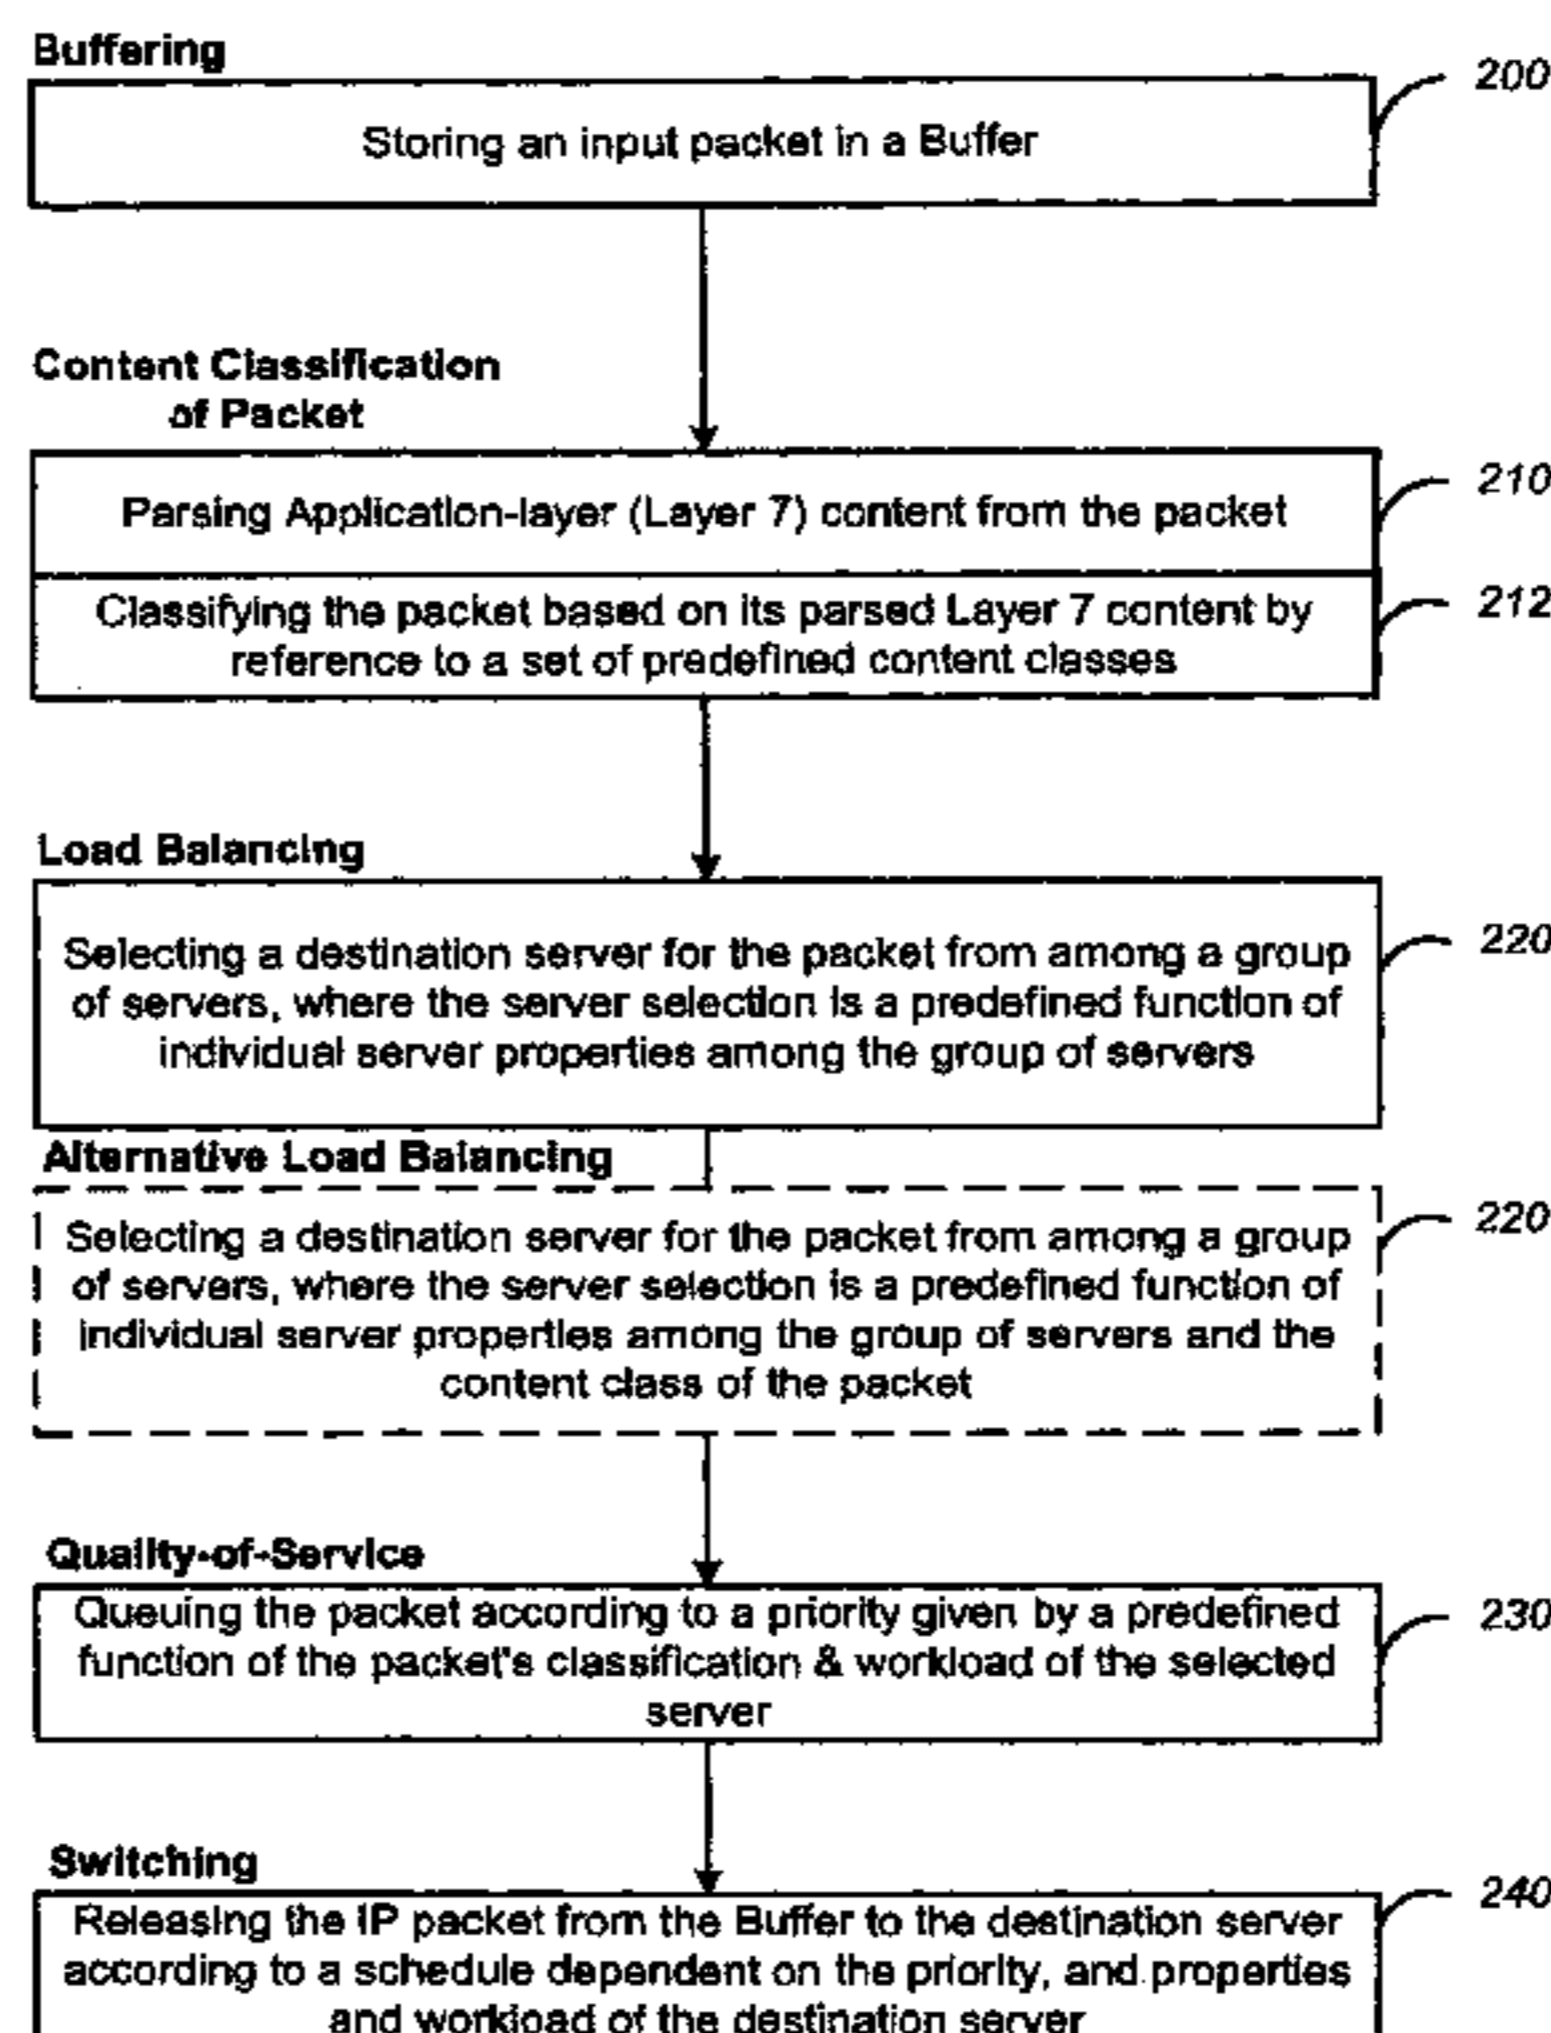 Buffering
200
Storing an input packet in a Buffer
Content Classification
of Packet
210
Parsing Application-layer (Layer 7) content from the packet
212
Classifying the packet based on its parsed Layer 7 content by
reference to a set of predefined content classes
Load Balancing
220
Selecting a destination server for the packet from among a group
of servers, where the server selection is a predefined function of
individual server properties among the group of servers
Alternative Load Balancing
220
Selecting a destination server for the packet from among a group
of servers, where the server selection is a predefined function of
individual server properties among the group of servers and the
content class of the packet
Quality-of-Service
230
Queuing the packet according to a priority given by a predefined
function of the packet's classification & workload of the selected
server
Switching
240
Releasing the IP packet from the Buffer to the destination server
according to a schedule dependent on the priority, and properties
and workload of the destination server